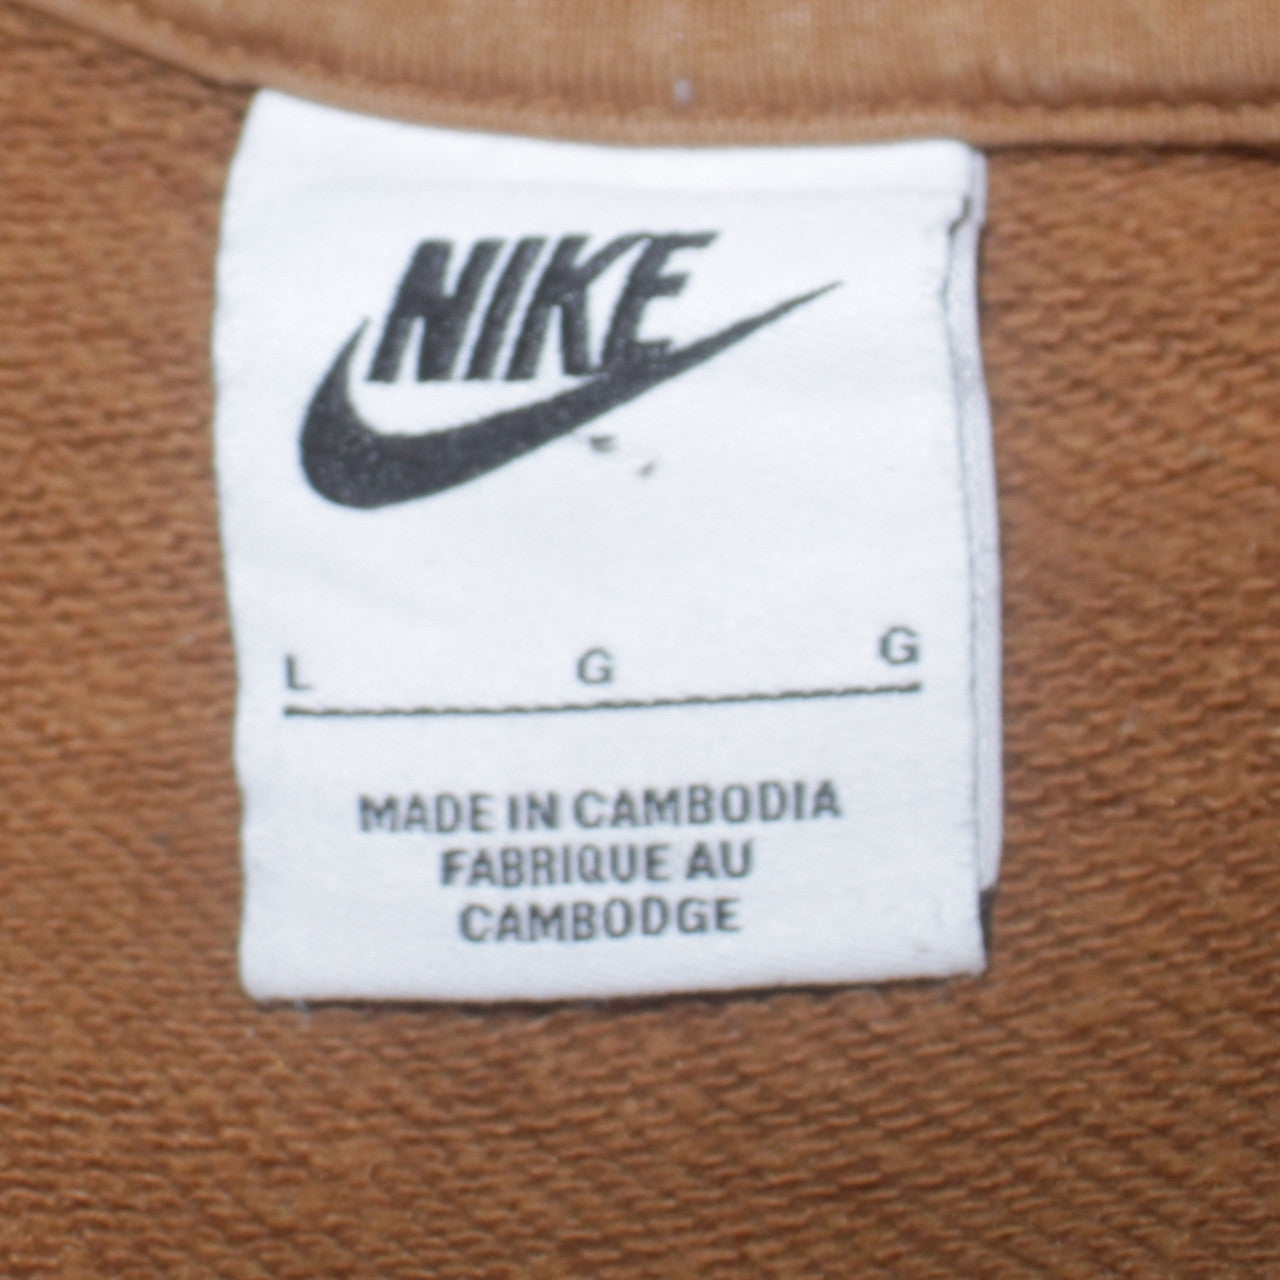 NIKE
L G G
MADE IN CAMBODIA
FABRIQUE AU
CAMBODGE